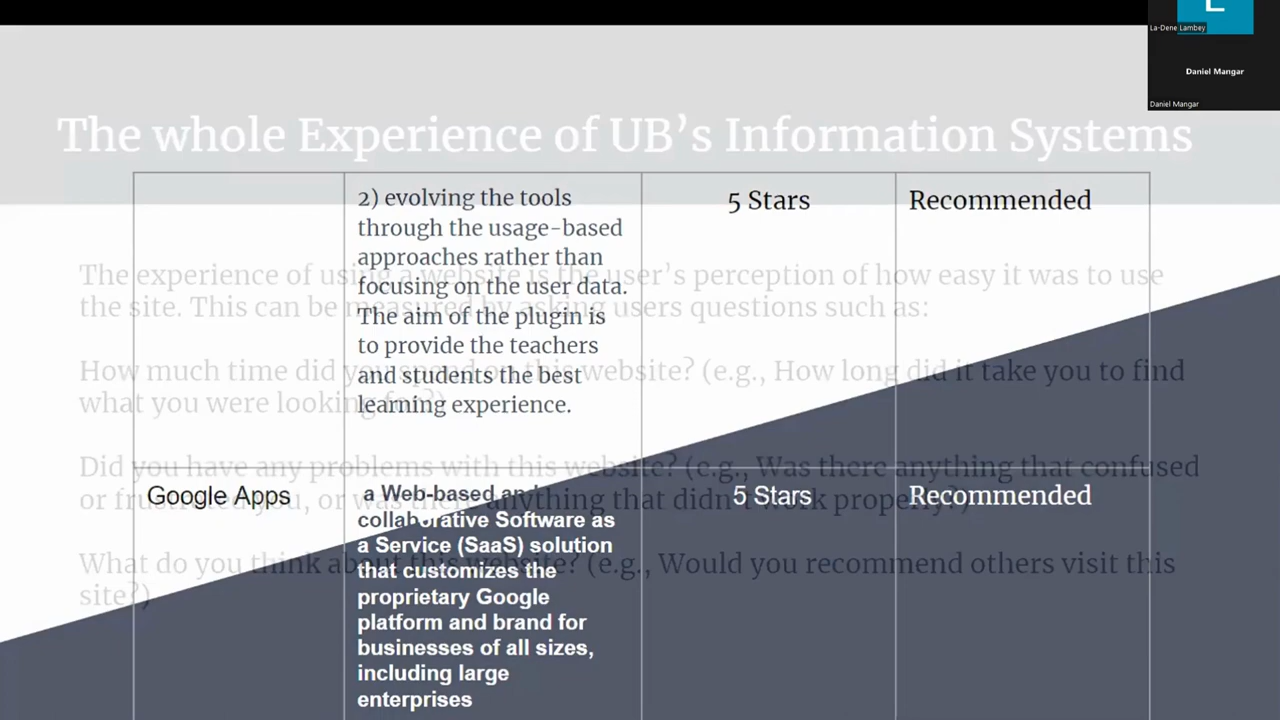 L
La-Dene Lambey
Daniel Mangar
Daniel Mangar
The whole Experience of UB's Information Systems
2) evolving the tools
through the usage-based
approaches rather than
focusing on the user data.
The aim of the plugin is
to provide the teachers
and students the best
learning experience.
5 Stars
Recommended
The experience of using a website is the user's perception of how easy it was to use
the site. This can be measured by asking users questions such as:
How much time did you spend on this website? (e.g., How long did it take you to find
what you were looking for?)
Did you have any problems with this website? (e.g., Was there anything that confused
or frustrated you, or was there anything that didn't work properly?)
What do you think about this website? (e.g., Would you recommend others visit this
site?)
Google Apps
a Web-based and
collaborative Software as
a Service (SaaS) solution
that customizes the
proprietary Google
platform and brand for
businesses of all sizes,
including large
enterprises
5 Stars
Recommended